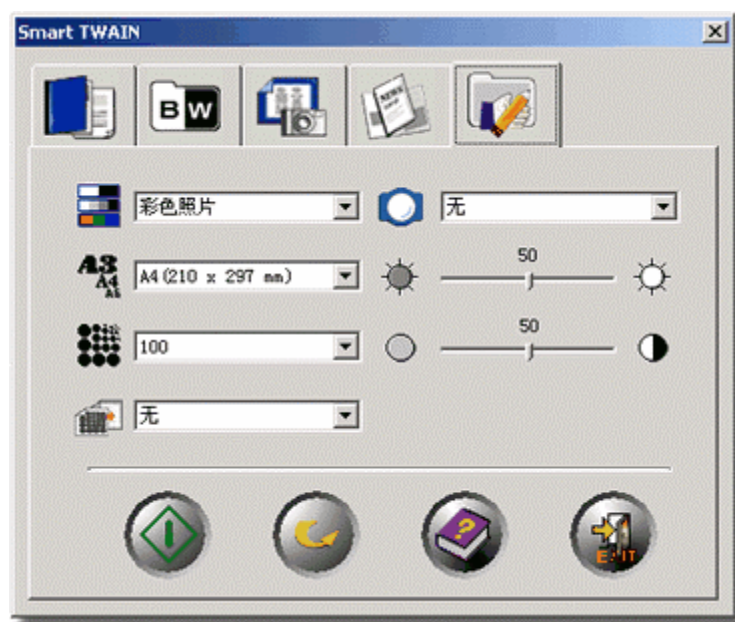 Smart TWAIN
B W
NEWS
彩色照片
无
A3
A4
A5
A4(210 x 297 mm)
50
100
50
无
?
EXIT